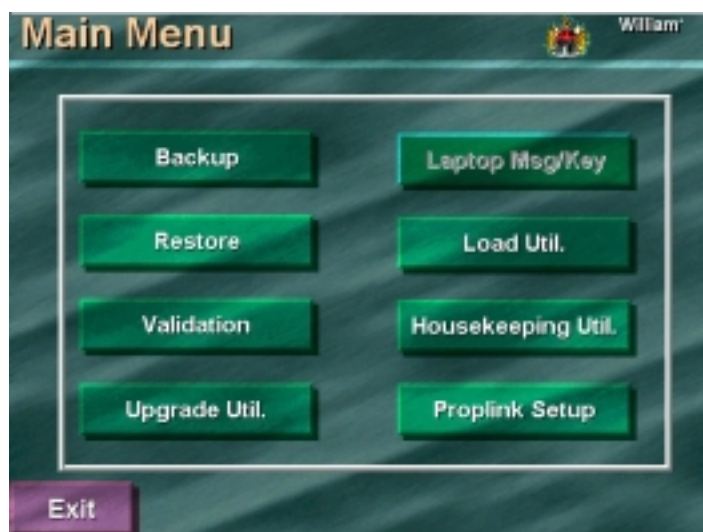 Main Menu
William'
Backup
Laptop Msg/Key
Restore
Load Util.
Validation
Housekeeping Util.
Upgrade Util.
Proplink Setup
Exit